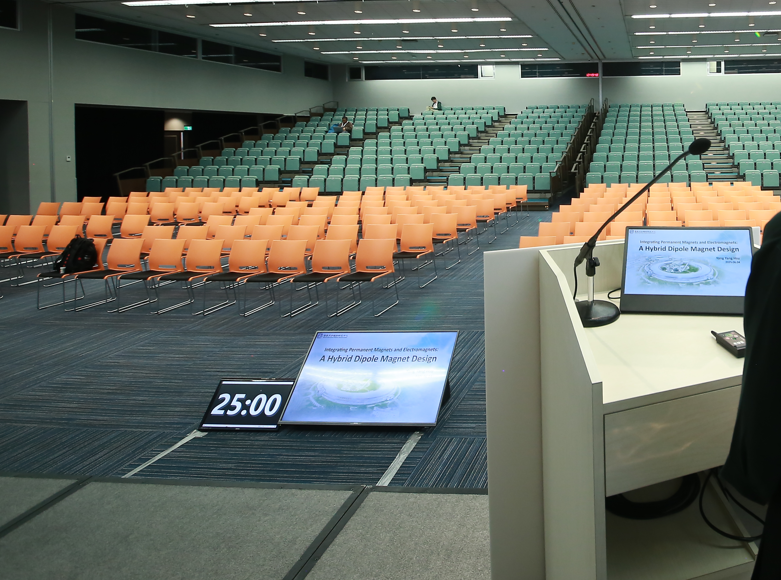 Integrating Permanent Magnets and Electromagnets:
A Hybrid Dipole Magnet Design
25:00
Integrating Permanent Magnets and Electromagnets:
A Hybrid Dipole Magnet Design